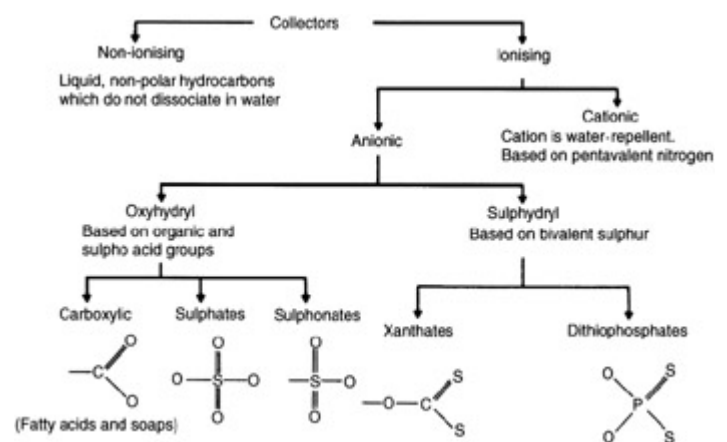 Collectors
Non-ionising
Ionising
Liquid, non-polar hydrocarbons
which do not dissociate in water
Cationic
Cation is water-repellent.
Based on pentavalent nitrogen
Anionic
Oxyhydryl
Based on organic and
sulpho acid groups
Sulphydryl
Based on bivalent sulphur
Carboxylic
Sulphates
Sulphonates
Xanthates
Dithiophosphates
O
C
O
O
O S O
O
O
S O
O
S
O C
S
O S
P
O S
(Fatty acids and soaps)